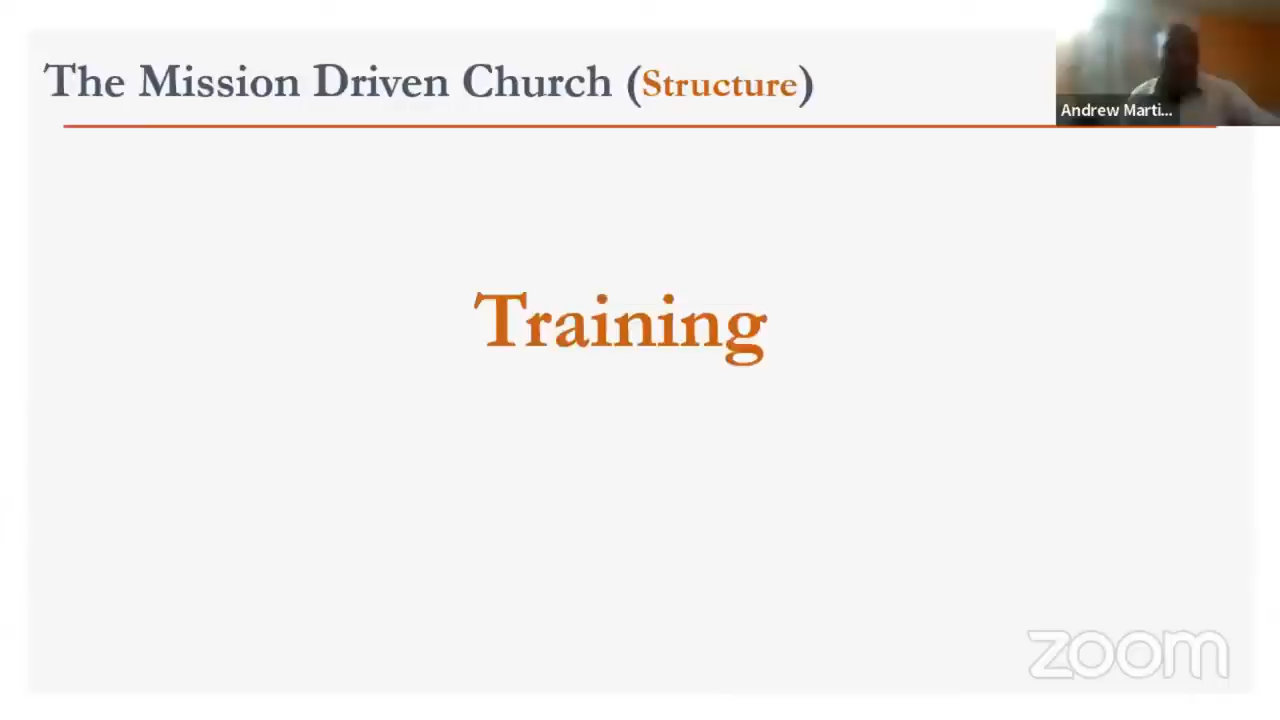 The Mission Driven Church (Structure)
Andrew Marti...
Training
zoom